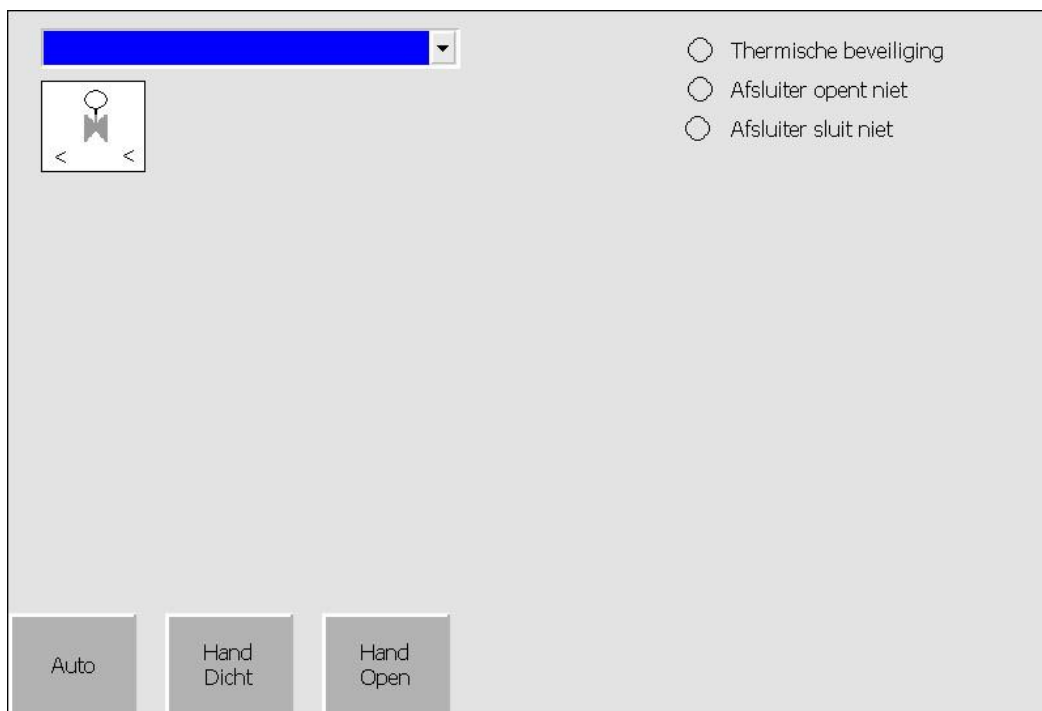 Thermische beveiliging
Afsluiter opent niet
Afsluiter sluit niet
< <
Auto
Hand
Dicht
Hand
Open